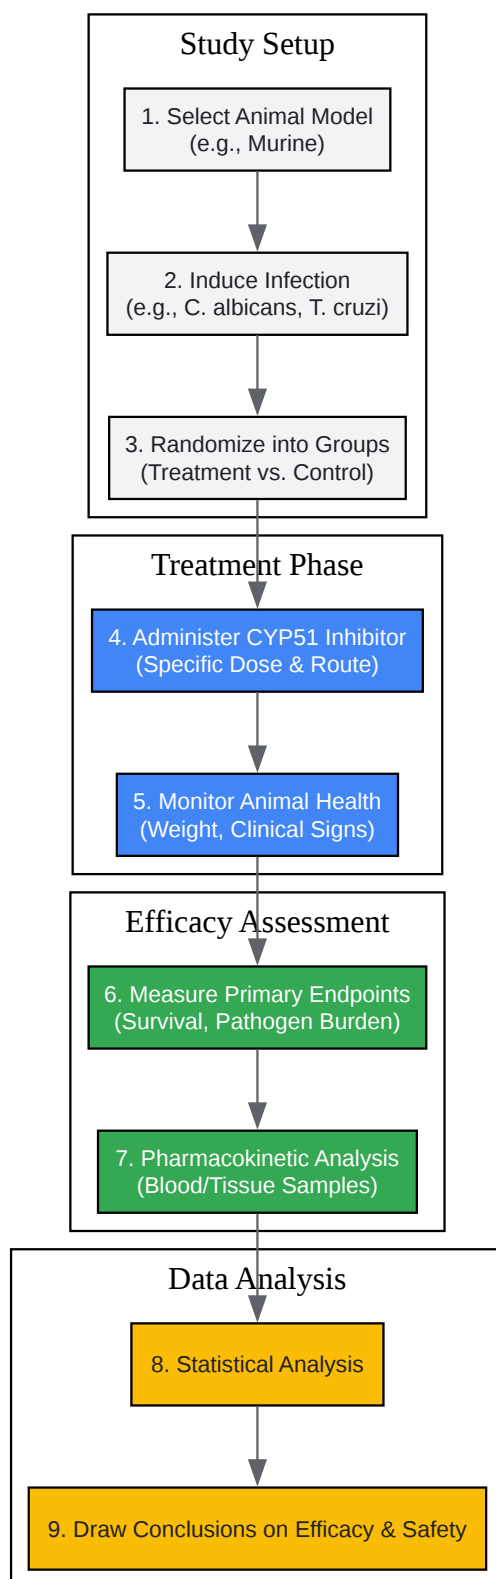 Study Setup
1. Select Animal Model
(e.g., Murine)
2. Induce Infection
(e.g., C. albicans, T. cruzi)
3. Randomize into Groups
(Treatment vs. Control)
Treatment Phase
4. Administer CYP51 Inhibitor
(Specific Dose & Route)
5. Monitor Animal Health
(Weight, Clinical Signs)
Efficacy Assessment
6. Measure Primary Endpoints
(Survival, Pathogen Burden)
7. Pharmacokinetic Analysis
(Blood/Tissue Samples)
Data Analysis
8. Statistical Analysis
9. Draw Conclusions on Efficacy & Safety